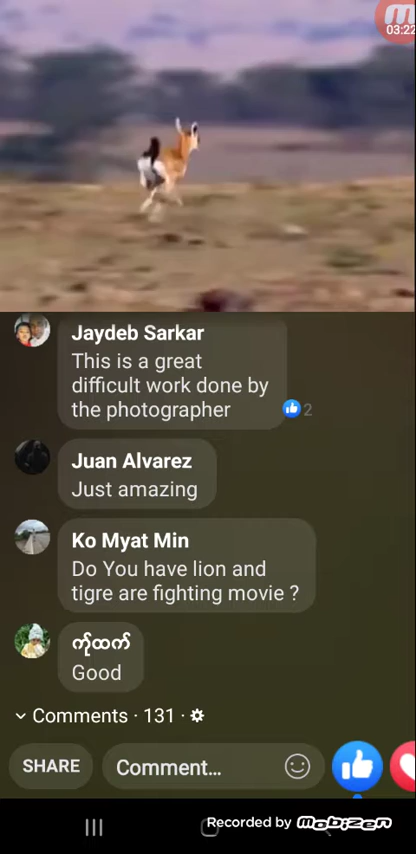 03:22
Jaydeb Sarkar
This is a great
difficult work done by
the photographer
2
Juan Alvarez
Just amazing
Ko Myat Min
Do You have lion and
tigre are fighting movie ?
ကိုထက်
Good
Comments · 131 ·
SHARE
Comment...
Recorded by mobizen